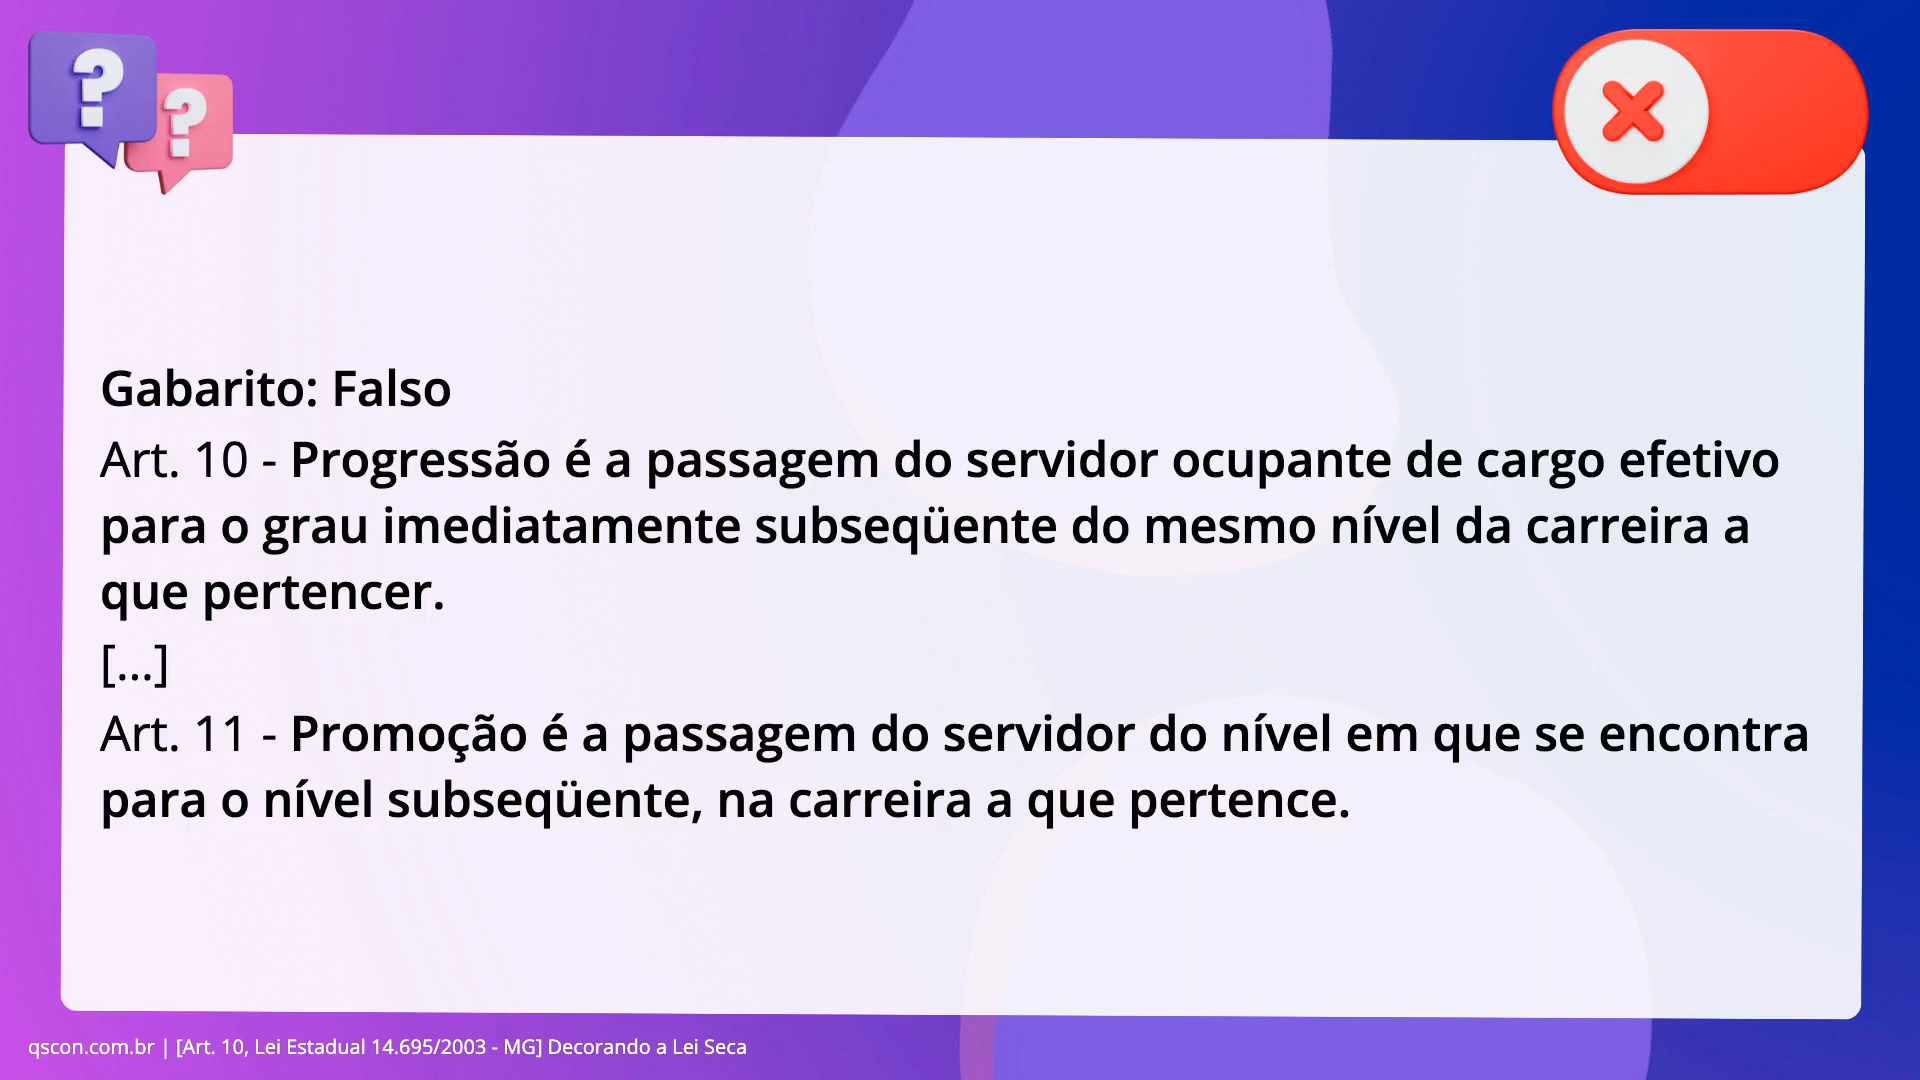 Gabarito: Falso
Art. 10 - Progressão é a passagem do servidor ocupante de cargo efetivo
para o grau imediatamente subseqüente do mesmo nível da carreira a
que pertencer.
[...]
Art. 11 - Promoção é a passagem do servidor do nível em que se encontra
para o nível subseqüente, na carreira a que pertence.
qscon.com.br | [Art. 10, Lei Estadual 14.695/2003 - MG] Decorando a Lei Seca